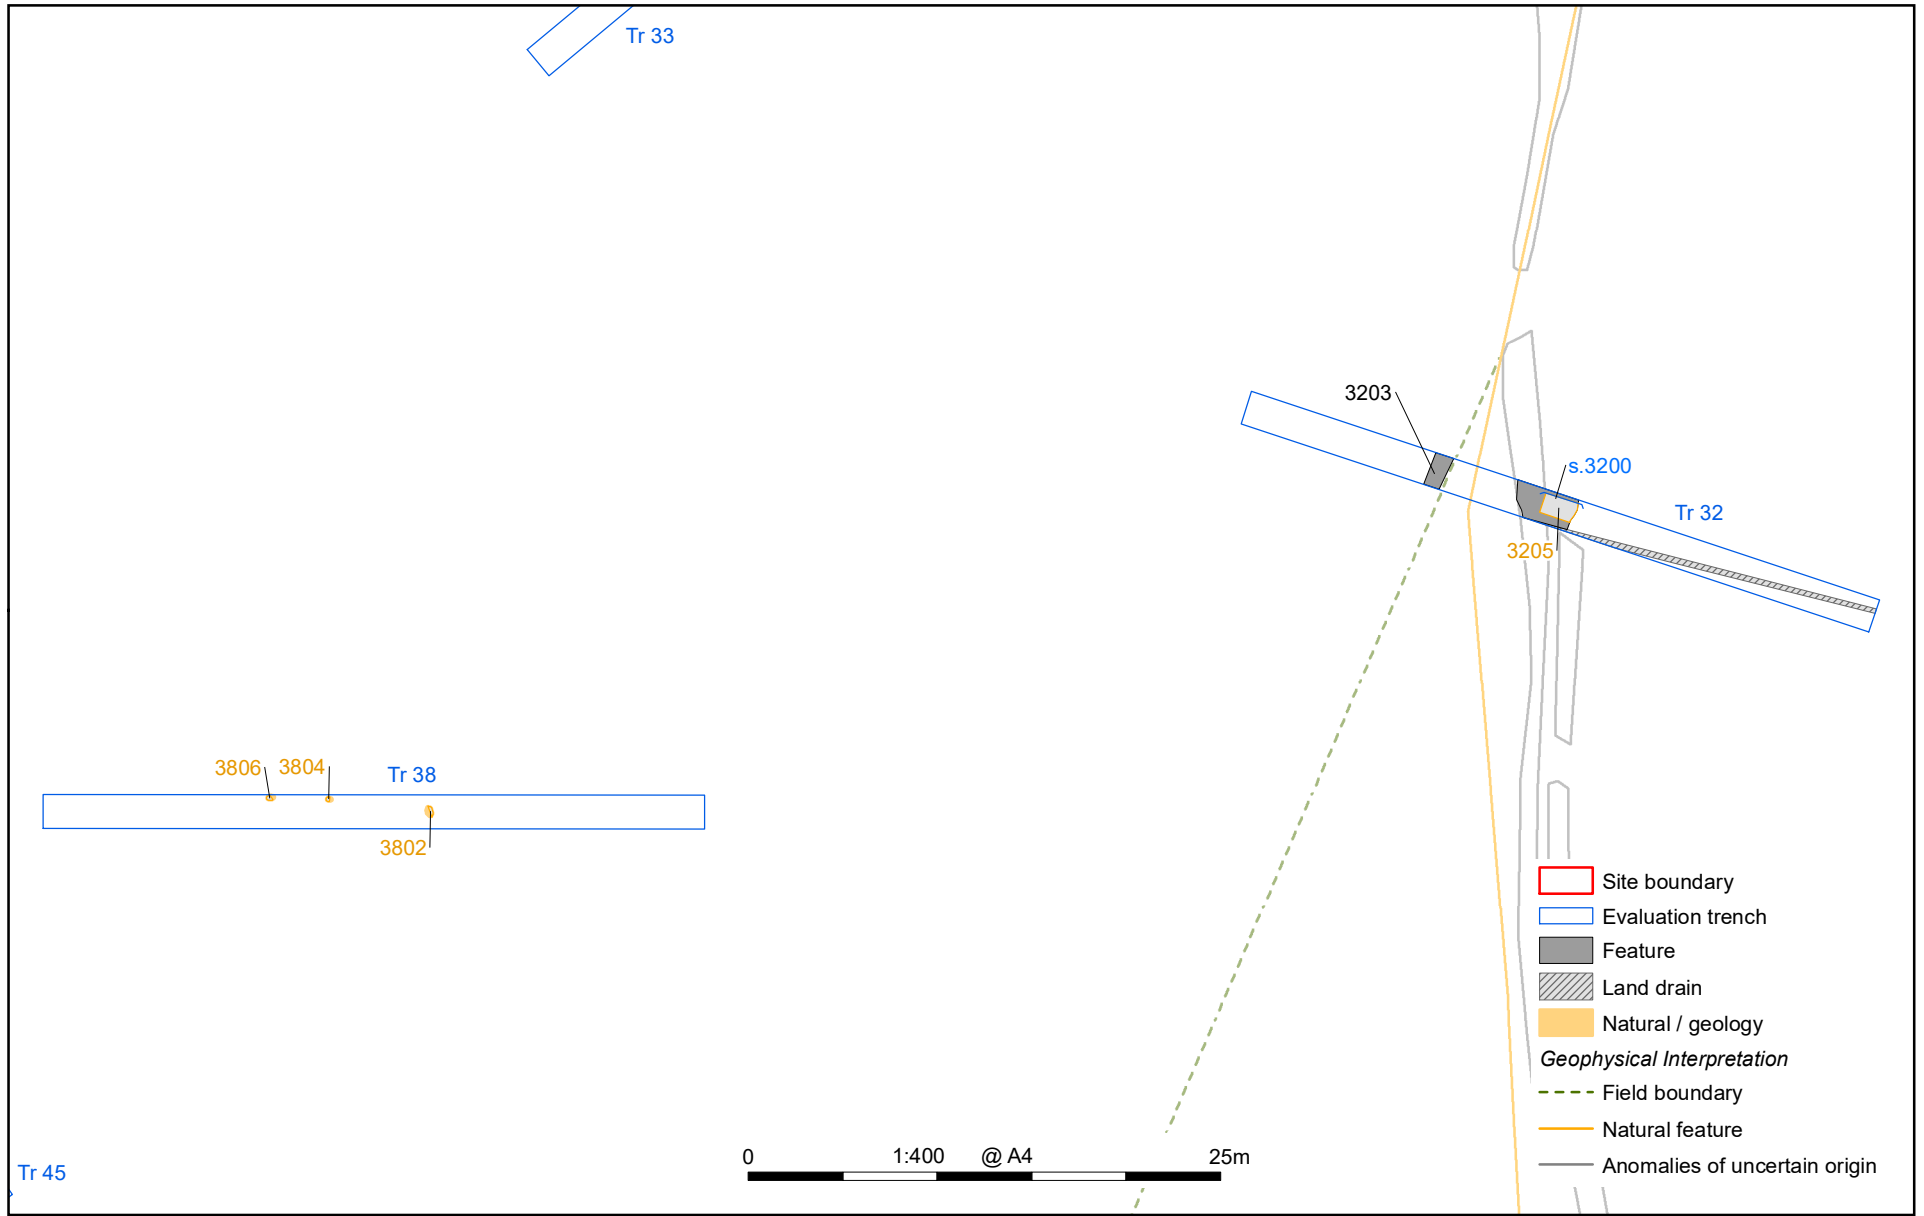 Tr 33
3203
s.3200
Tr 32
3205
3806 3804 Tr 38
3802
Tr 45
0 1:400 @ A4 25m
Site boundary
Evaluation trench
Feature
Land drain
Natural / geology
Geophysical Interpretation
Field boundary
Natural feature
Anomalies of uncertain origin